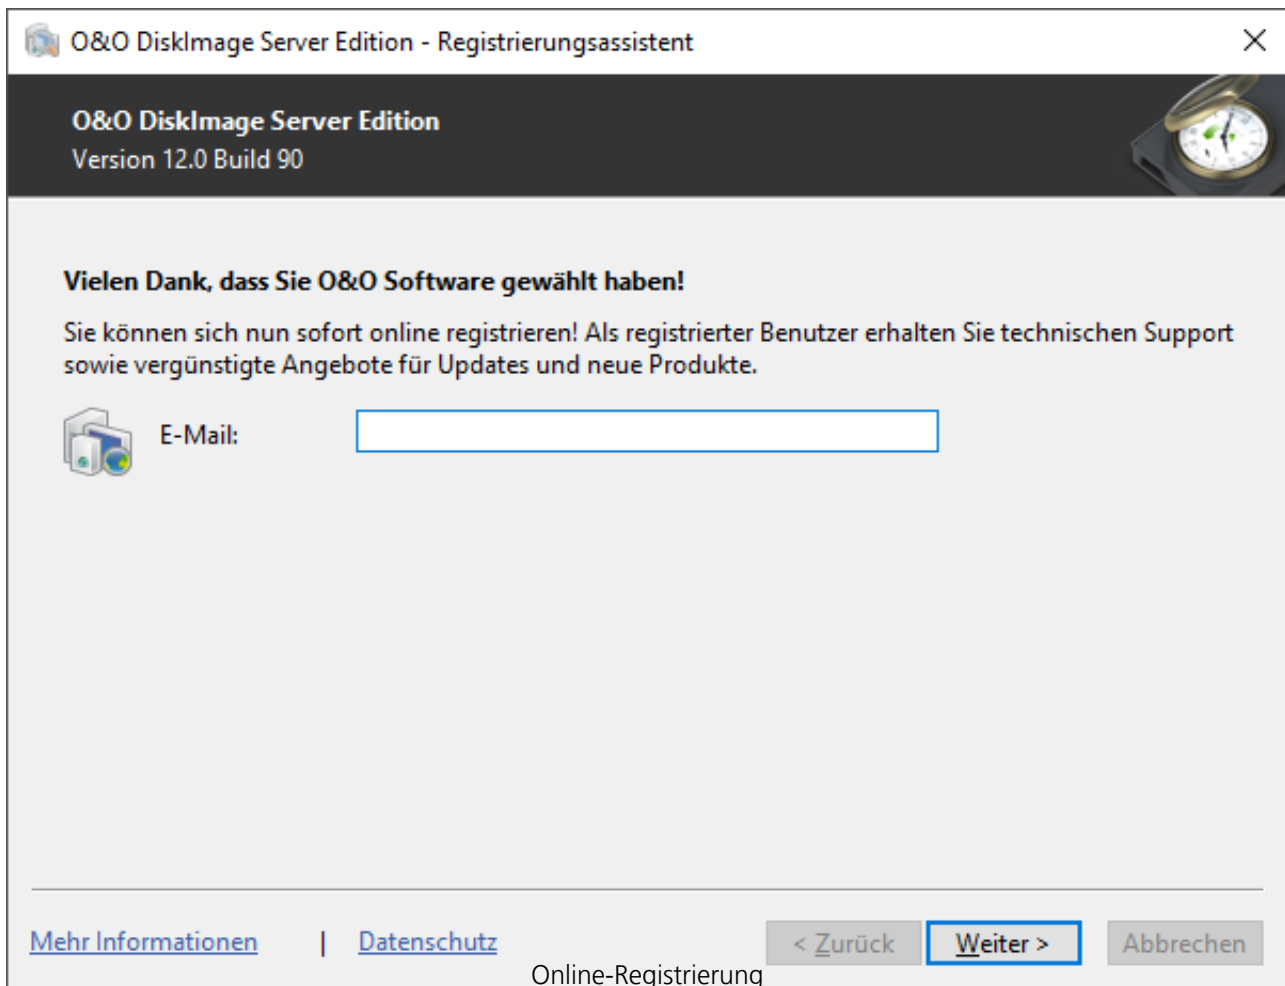 O&O DiskImage Server Edition - Registrierungsassistent
O&O DiskImage Server Edition
Version 12.0 Build 90
Vielen Dank, dass Sie O&O Software gewählt haben!
Sie können sich nun sofort online registrieren! Als registrierter Benutzer erhalten Sie technischen Support
sowie vergünstigte Angebote für Updates und neue Produkte.
E-Mail:
Mehr Informationen | Datenschutz < Zurück Weiter > Abbrechen
Online-Registrierung